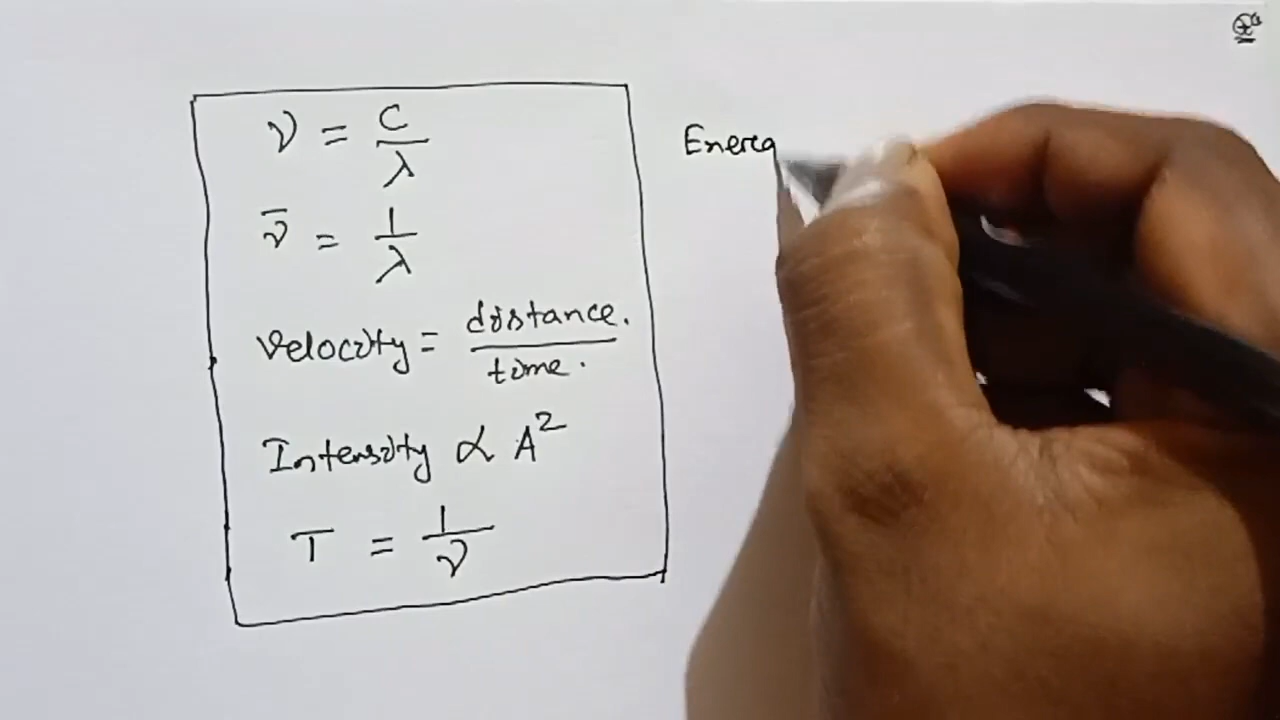 ν = C/λ
ν̄ = 1/λ
Velocity = distance. / time.
Intensity ∝ A²
T = 1/ν
Energ